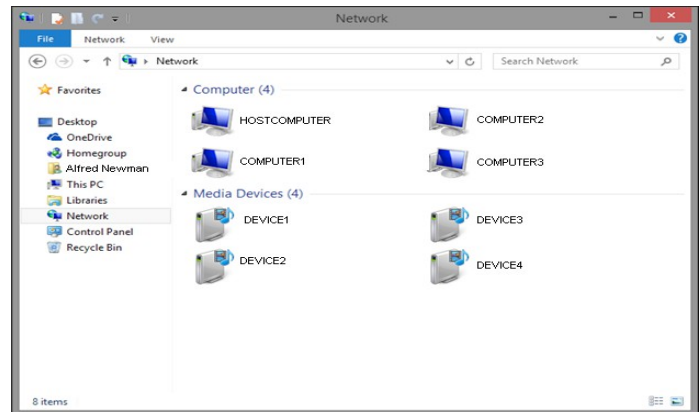 Network
File Network View
Network Search Network
Favorites
Desktop
OneDrive
Homegroup
Alfred Newman
This PC
Libraries
Network
Control Panel
Recycle Bin
Computer (4)
HOSTCOMPUTER COMPUTER2
COMPUTER1 COMPUTER3
Media Devices (4)
DEVICE1 DEVICE3
DEVICE2 DEVICE4
8 items